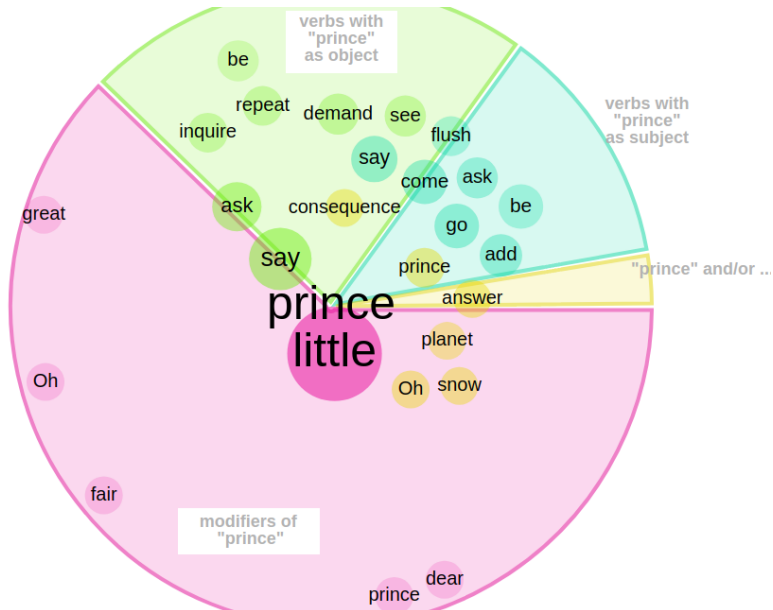 verbs with
"prince"
as object
be
repeat
demand
see
inquire
flush
verbs with
"prince"
as subject
say
come
ask
ask
consequence
be
great
go
say
add
prince
"prince" and/or ...
prince
answer
little
planet
Oh
Oh
snow
fair
modifiers of
"prince"
dear
prince